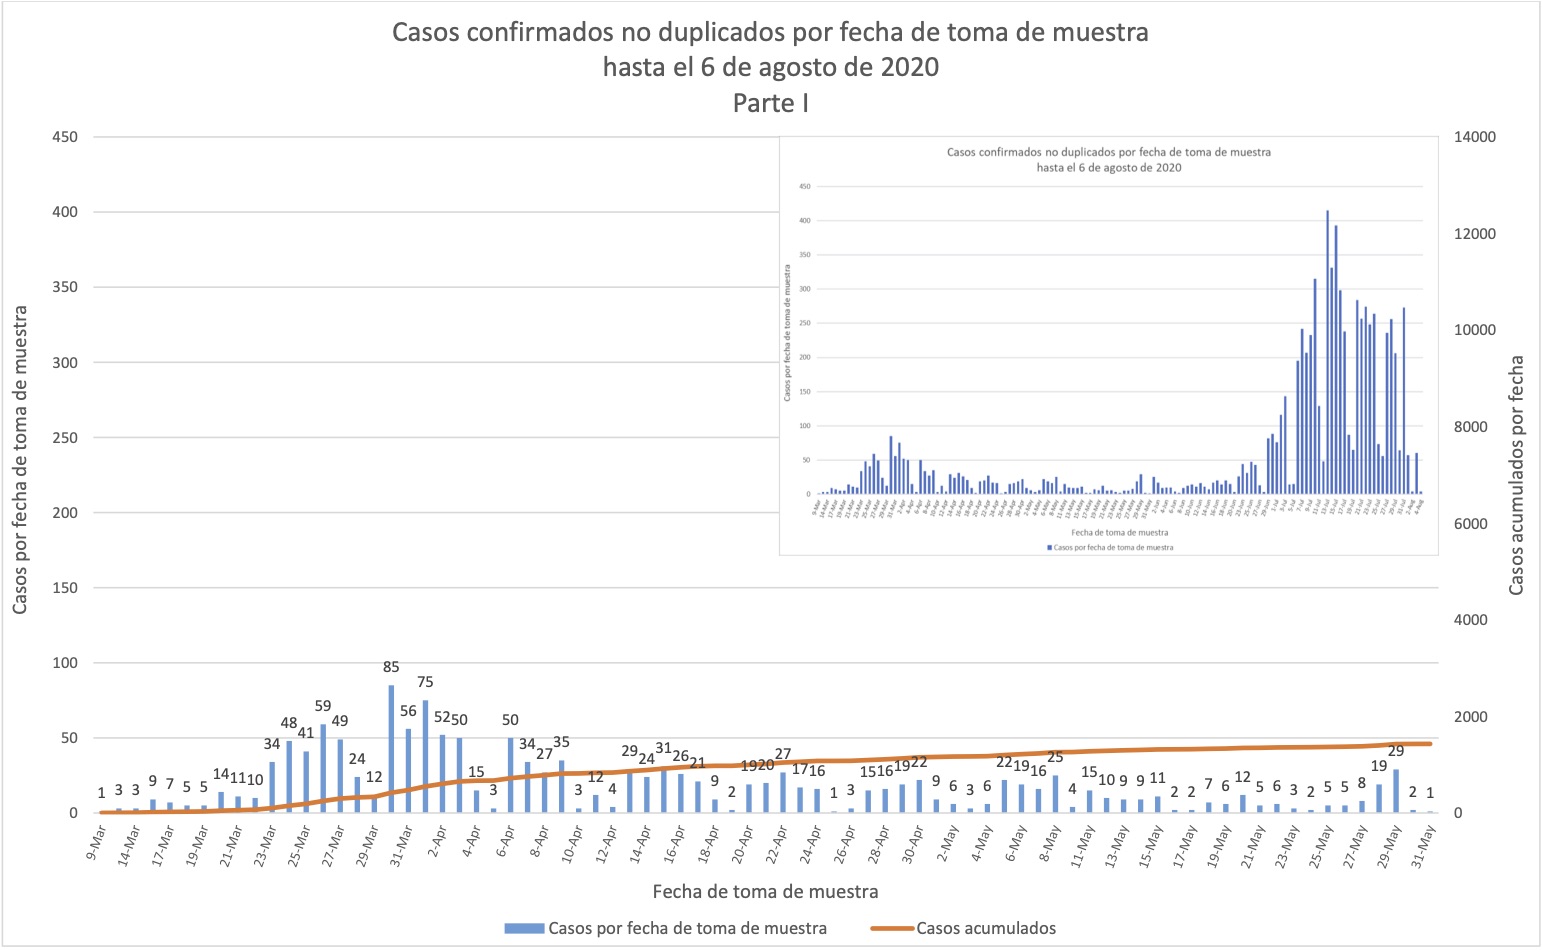 Casos confirmados no duplicados por fecha de toma de muestra
hasta el 6 de agosto de 2020
Parte I
450
400
350
300
250
200
150
100
50
0
Casos por fecha de toma de muestra
14000
12000
10000
8000
6000
4000
2000
0
Casos acumulados por fecha
Casos confirmados no duplicados por fecha de toma de muestra
hasta el 6 de agosto de 2020
450
400
350
300
250
200
150
100
50
0
Casos por fecha de toma de muestra
Fecha de toma de muestra
Casos por fecha de toma de muestra
1 3 3 9 7 5 5 14 11 10 34 48 41 59 49 24 12 85 56 75 52 50 15 3 50 34 27 35 3 12 4 29 24 31 26 21 9 2 19 20 27 17 16 1 3 15 16 19 22 9 6 3 6 22 19 16 25 4 15 10 9 9 11 2 2 7 6 12 5 6 3 2 5 5 8 19 29 2 1
9-Mar 14-Mar 17-Mar 19-Mar 21-Mar 23-Mar 25-Mar 27-Mar 29-Mar 31-Mar 2-Apr 4-Apr 6-Apr 8-Apr 10-Apr 12-Apr 14-Apr 16-Apr 18-Apr 20-Apr 22-Apr 24-Apr 26-Apr 28-Apr 30-Apr 2-May 4-May 6-May 8-May 11-May 13-May 15-May 17-May 19-May 21-May 23-May 25-May 27-May 29-May 31-May
Fecha de toma de muestra
Casos por fecha de toma de muestra
Casos acumulados